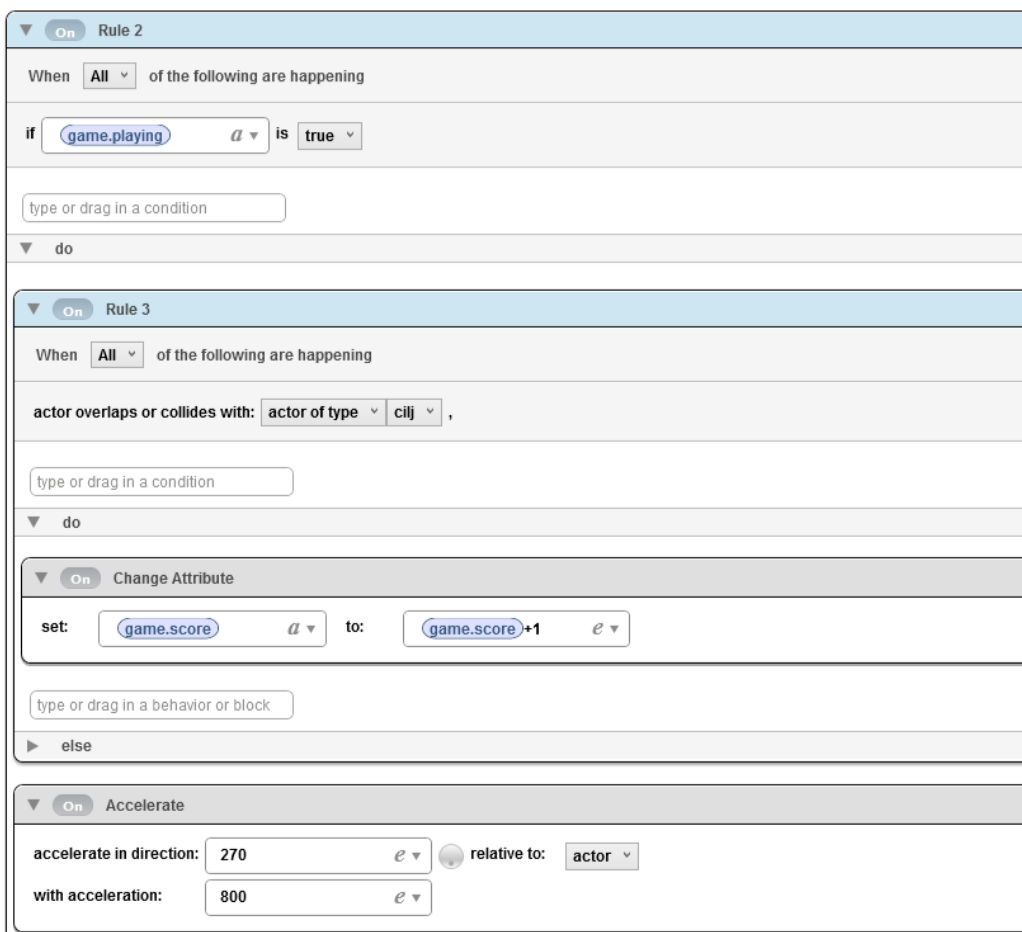 On Rule 2
When All of the following are happening
if game.playing a is true
type or drag in a condition
do
On Rule 3
When All of the following are happening
actor overlaps or collides with: actor of type cilj ,
type or drag in a condition
do
On Change Attribute
set: game.score a to: game.score+1 e
type or drag in a behavior or block
else
On Accelerate
accelerate in direction: 270 e relative to: actor
with acceleration: 800 e